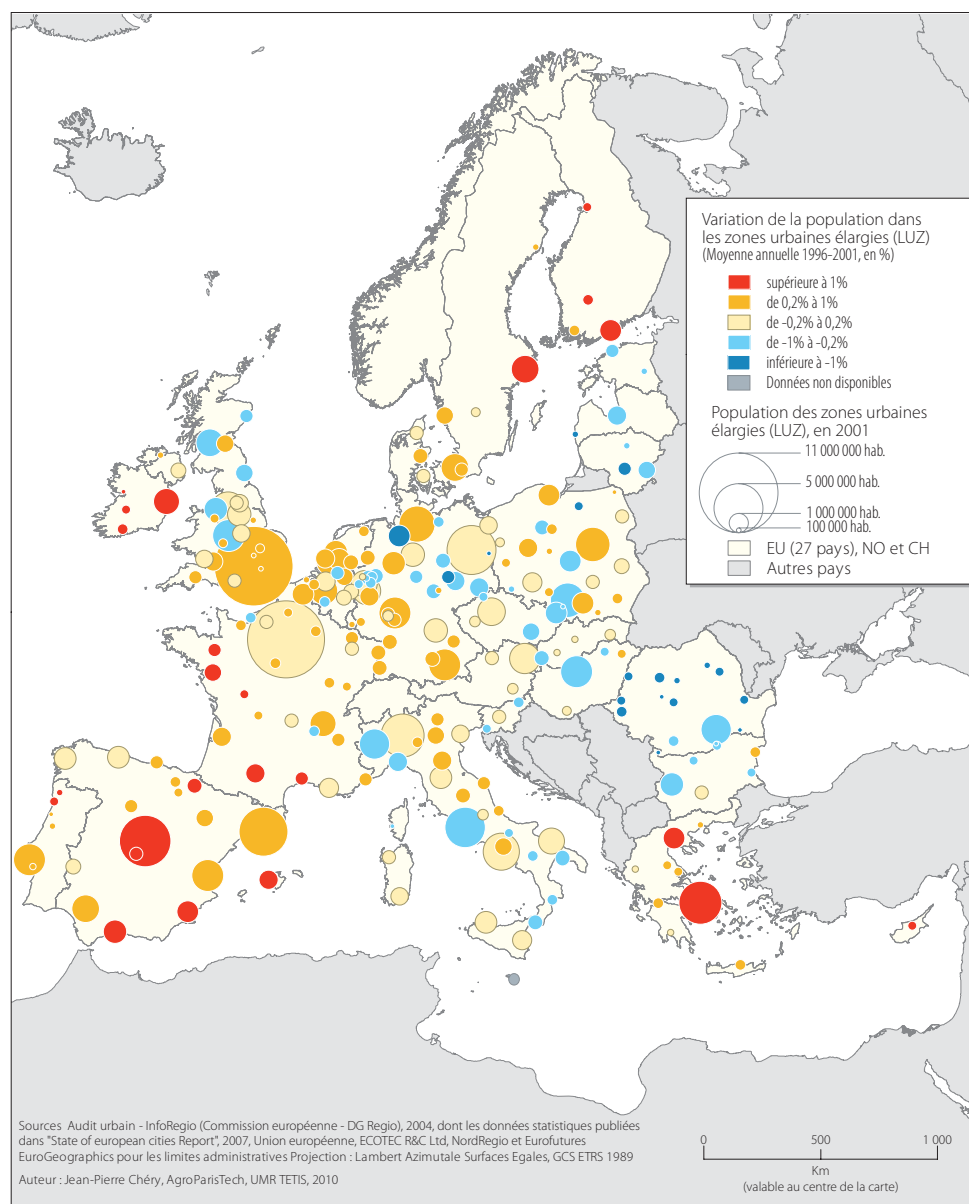 Variation de la population dans
les zones urbaines élargies (LUZ)
(Moyenne annuelle 1996-2001, en %)
supérieure à 1%
de 0,2% à 1%
de -0,2% à 0,2%
de -1% à -0,2%
inférieure à -1%
Données non disponibles
Population des zones urbaines
élargies (LUZ), en 2001
11 000 000 hab.
5 000 000 hab.
1 000 000 hab.
100 000 hab.
EU (27 pays), NO et CH
Autres pays
Sources Audit urbain - InfoRegio (Commission européenne - DG Regio), 2004, dont les données statistiques publiées
dans "State of european cities Report", 2007, Union européenne, ECOTEC R&C Ltd, NordRegio et Eurofutures
EuroGeographics pour les limites administratives Projection : Lambert Azimutale Surfaces Egales, GCS ETRS 1989
Auteur : Jean-Pierre Chéry, AgroParisTech, UMR TETIS, 2010
0 500 1 000
Km
(valable au centre de la carte)